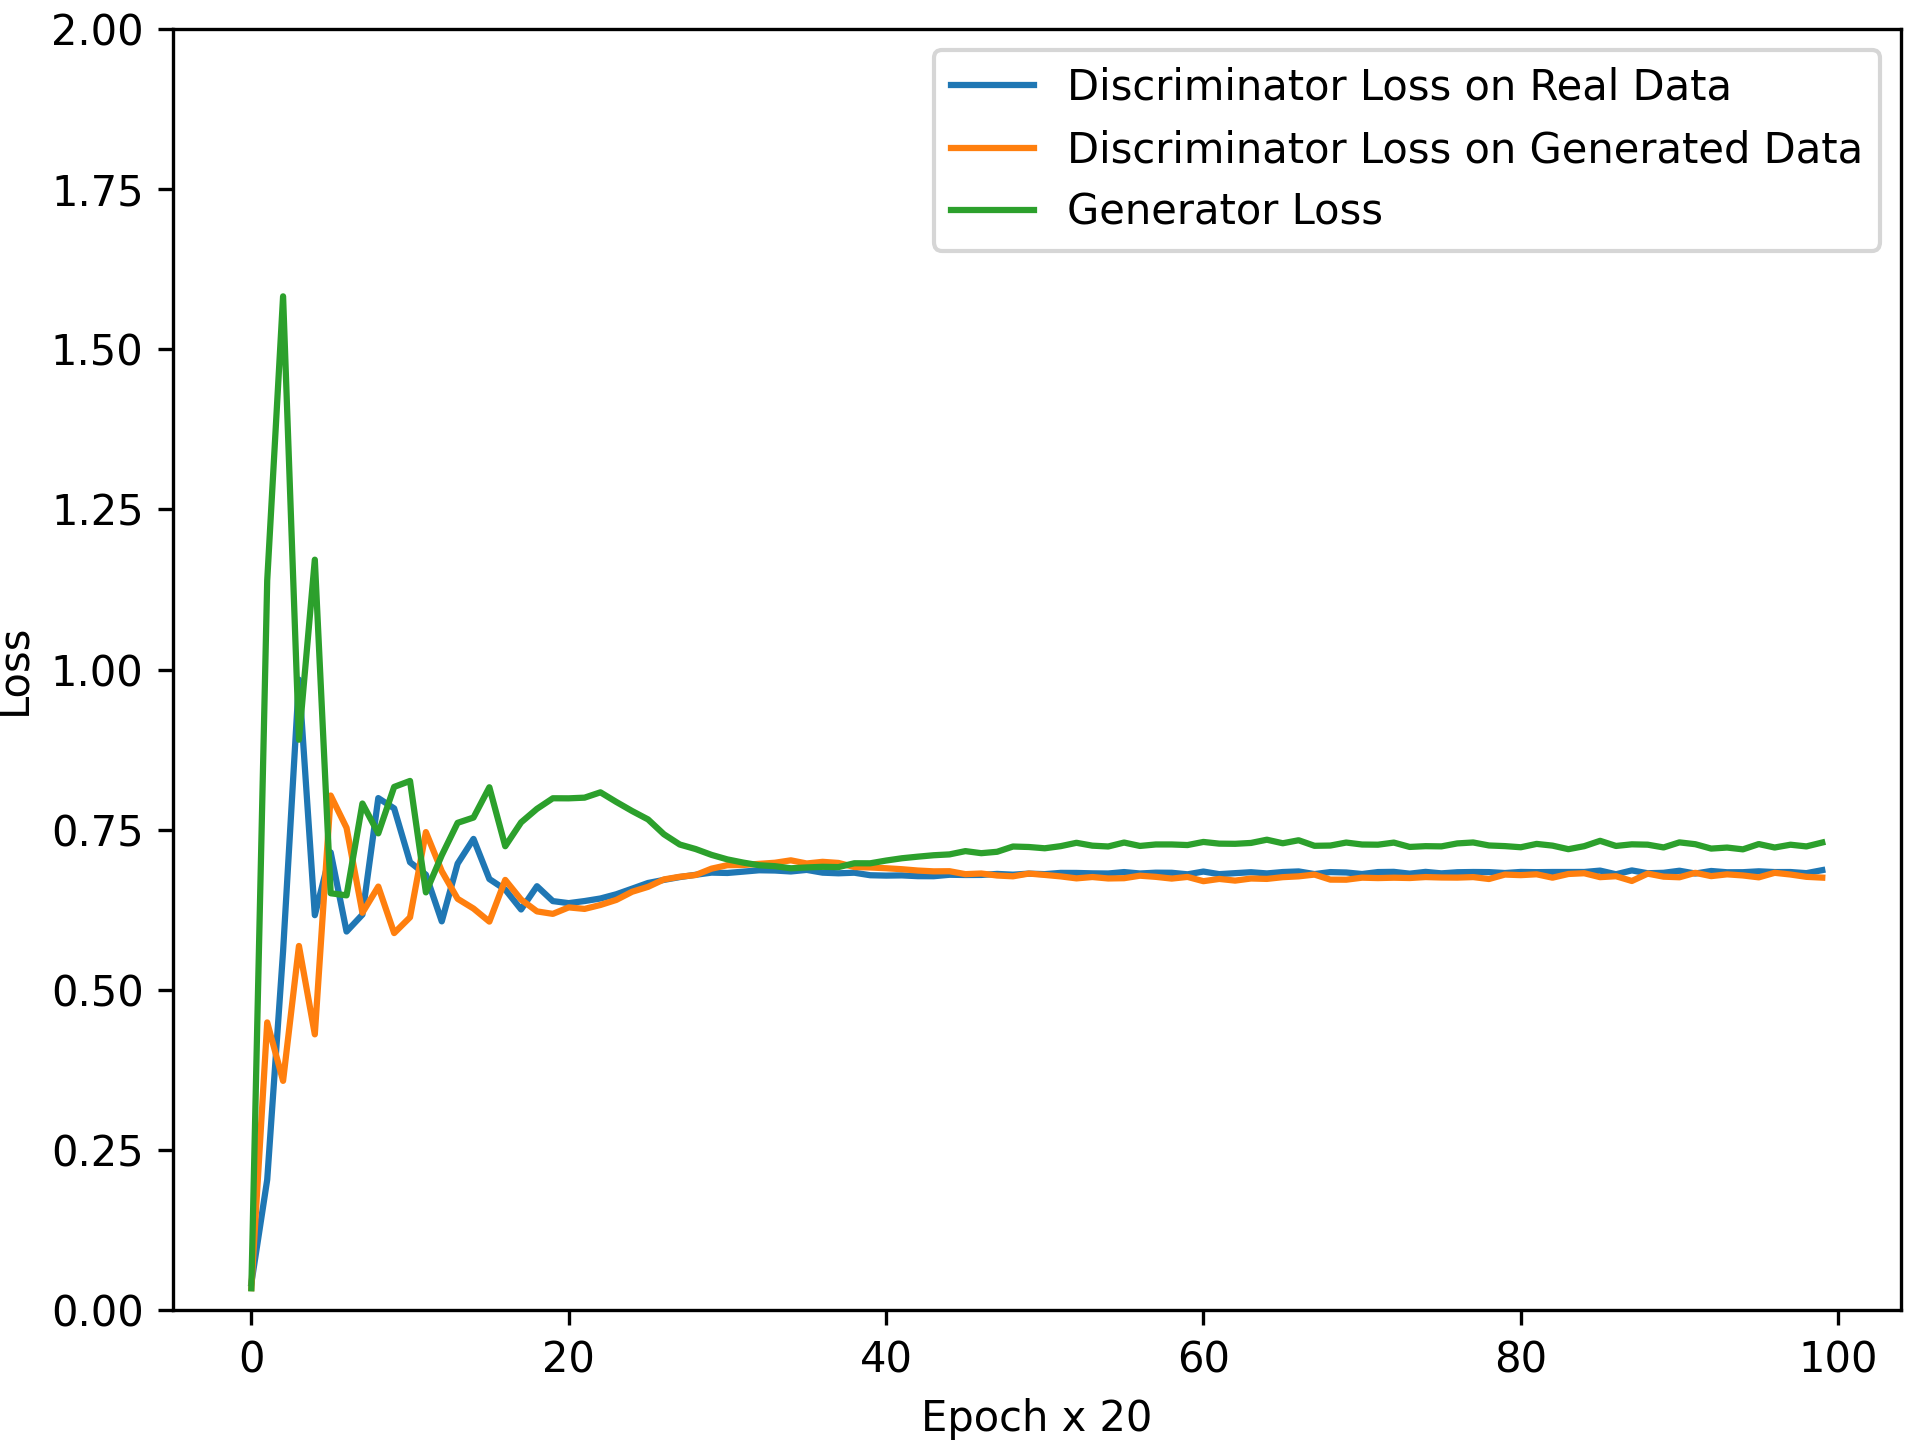 2.00
1.75
1.50
1.25
1.00
0.75
0.50
0.25
0.00
Loss
Discriminator Loss on Real Data
Discriminator Loss on Generated Data
Generator Loss
0 20 40 60 80 100
Epoch x 20